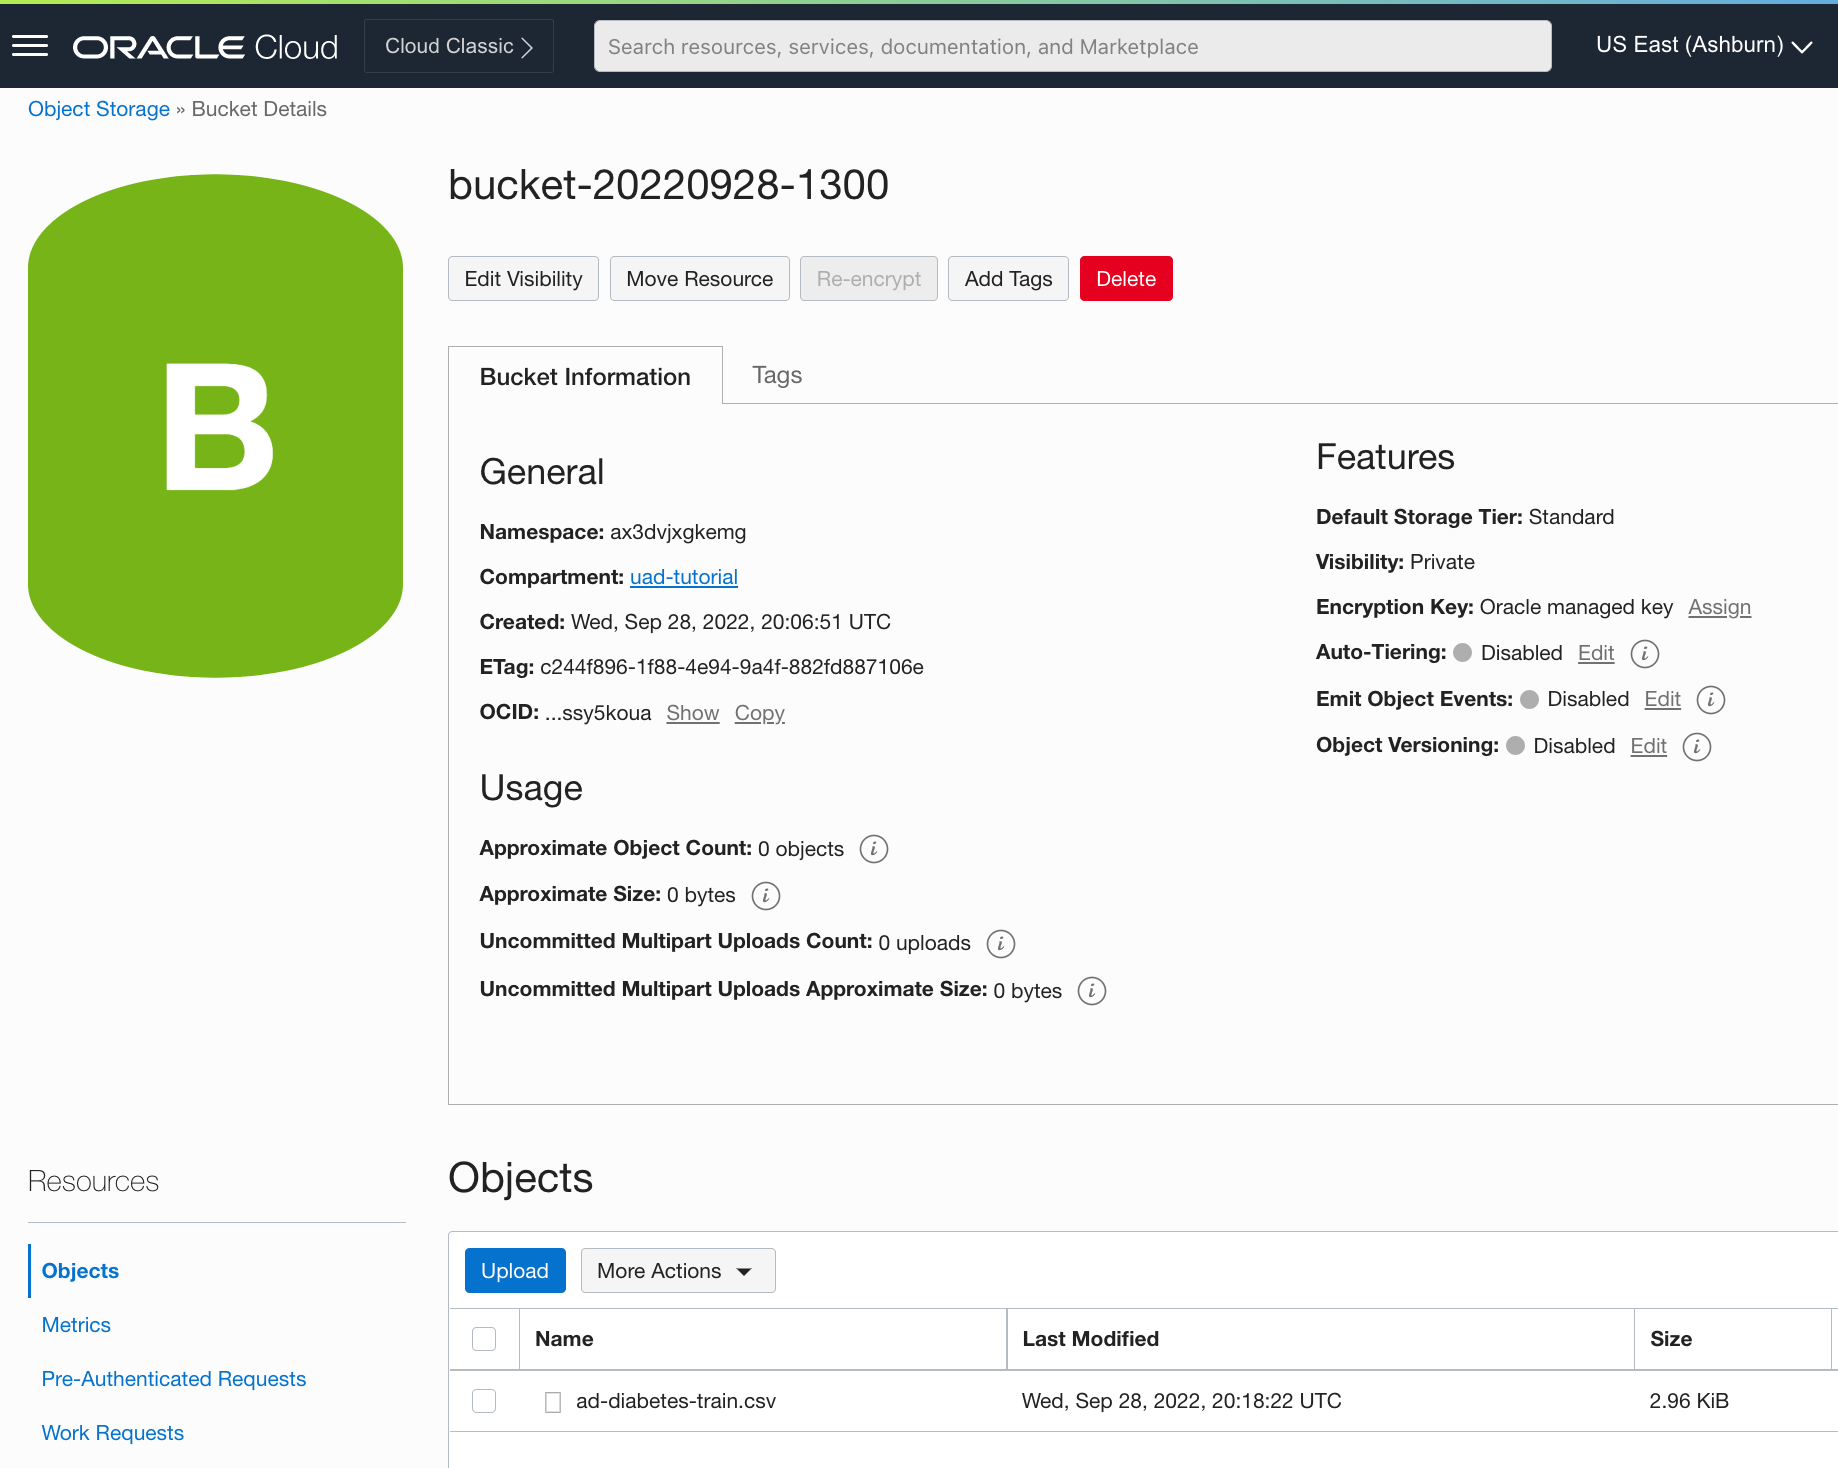 ORACLE Cloud
Cloud Classic
Search resources, services, documentation, and Marketplace
US East (Ashburn)
Object Storage » Bucket Details
B
bucket-20220928-1300
Edit Visibility
Move Resource
Re-encrypt
Add Tags
Delete
Bucket Information
Tags
General
Namespace: ax3dvjxgkemg
Compartment: uad-tutorial
Created: Wed, Sep 28, 2022, 20:06:51 UTC
ETag: c244f896-1f88-4e94-9a4f-882fd887106e
OCID: ...ssy5koua Show Copy
Usage
Approximate Object Count: 0 objects i
Approximate Size: 0 bytes i
Uncommitted Multipart Uploads Count: 0 uploads i
Uncommitted Multipart Uploads Approximate Size: 0 bytes i
Features
Default Storage Tier: Standard
Visibility: Private
Encryption Key: Oracle managed key Assign
Auto-Tiering: Disabled Edit i
Emit Object Events: Disabled Edit i
Object Versioning: Disabled Edit i
Resources
Objects
Metrics
Pre-Authenticated Requests
Work Requests
Objects
Upload
More Actions
Name Last Modified Size
ad-diabetes-train.csv Wed, Sep 28, 2022, 20:18:22 UTC 2.96 KiB